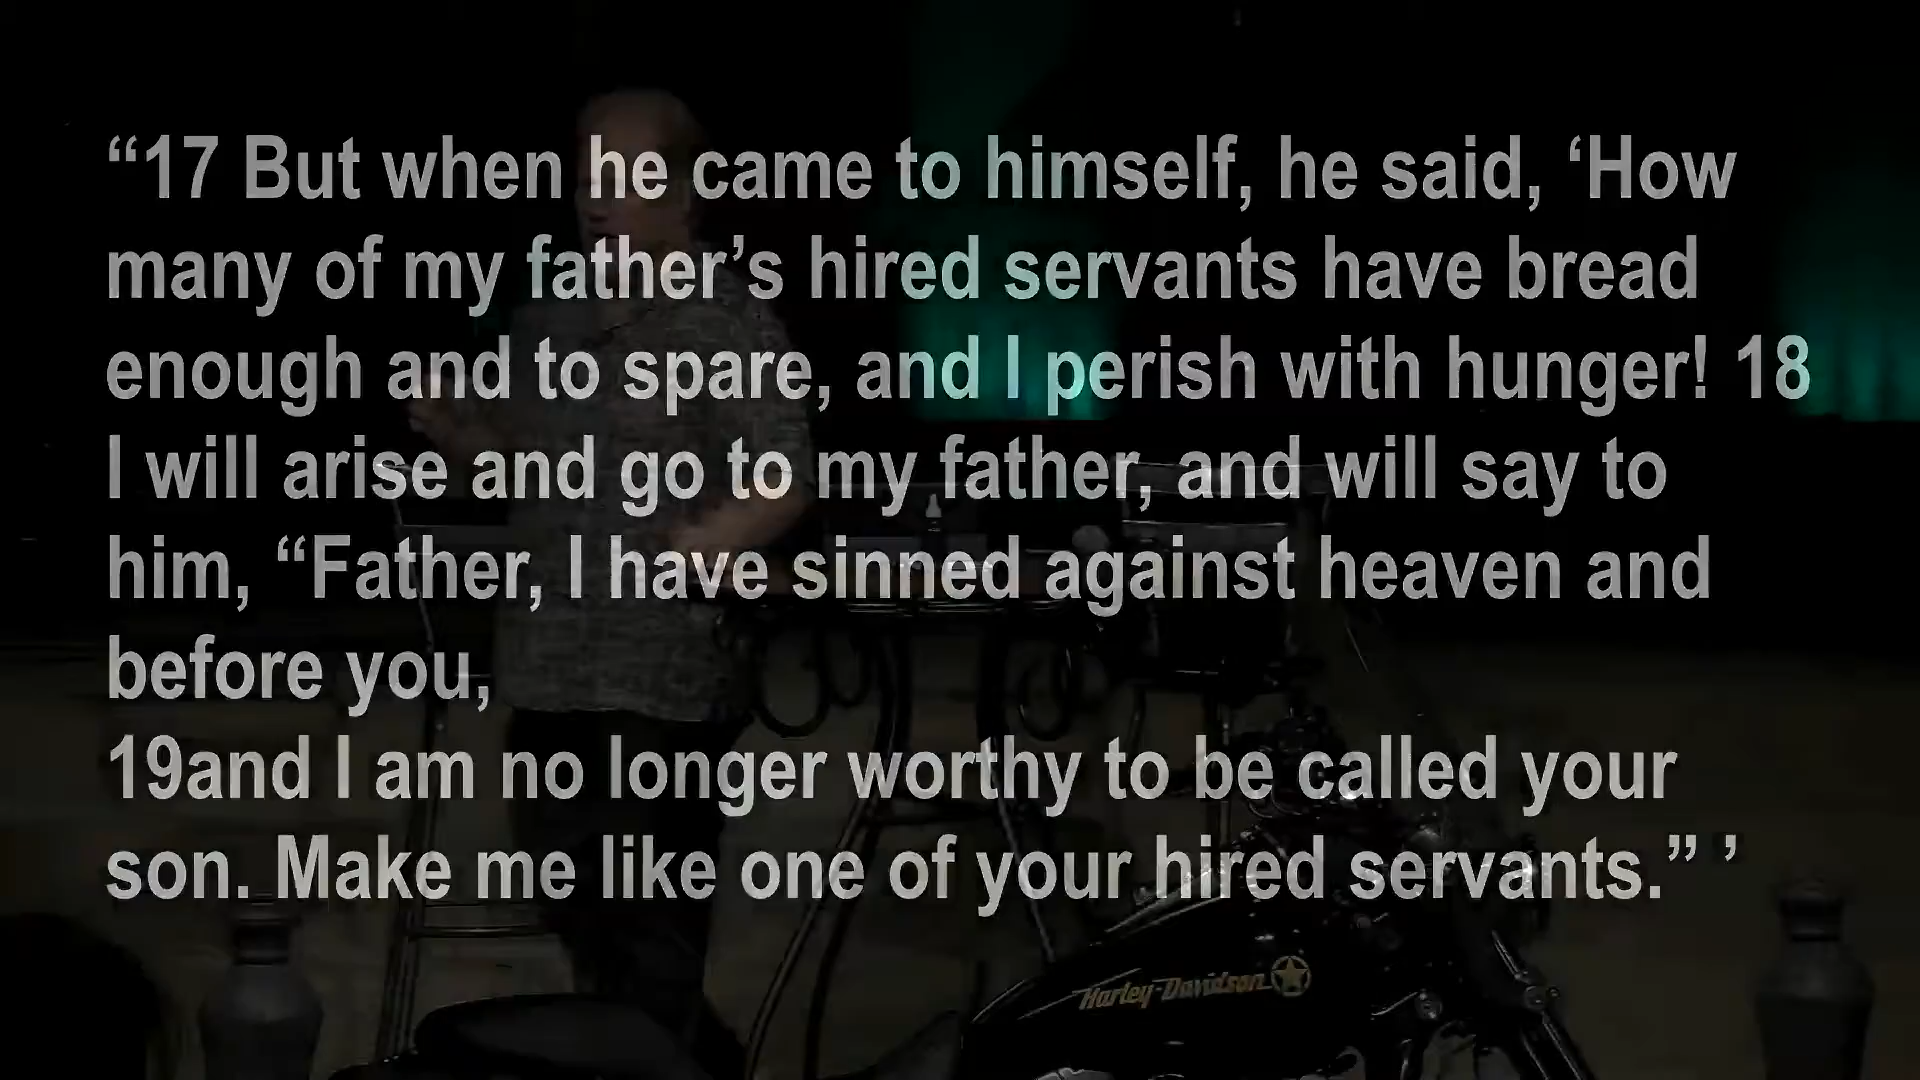 “17 But when he came to himself, he said, ‘How
many of my father’s hired servants have bread
enough and to spare, and I perish with hunger! 18
I will arise and go to my father, and will say to
him, “Father, I have sinned against heaven and
before you,
19and I am no longer worthy to be called your
son. Make me like one of your hired servants.” ’
Harley-Davidson